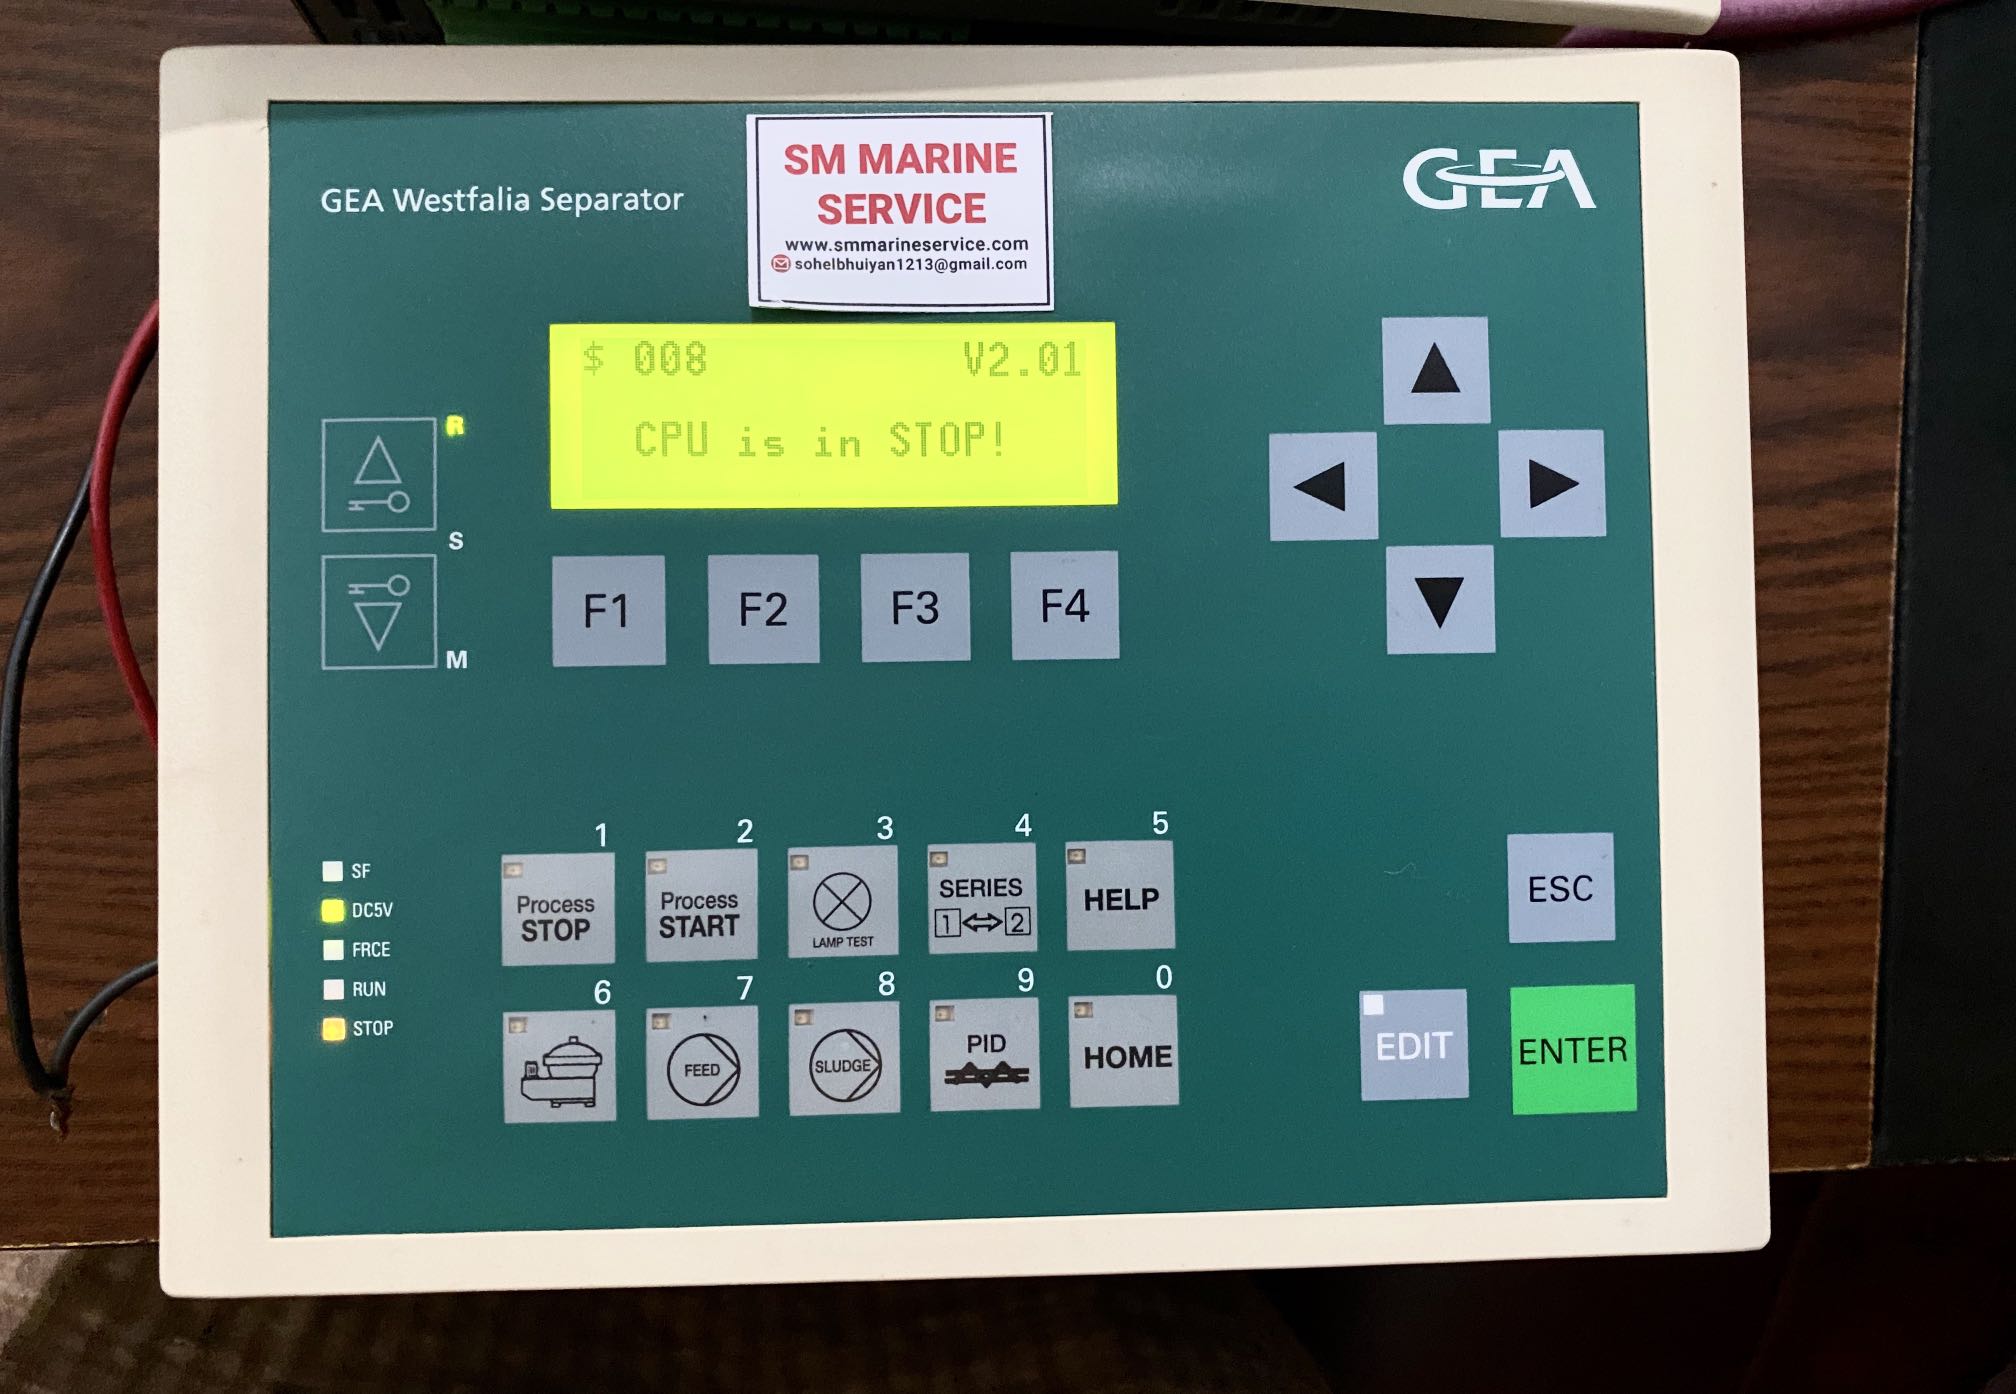 GEA Westfalia Separator
SM MARINE
SERVICE
www.smmarineservice.com
sohelbhuiyan1213@gmail.com
GEA
$ 008 V2.01
CPU is in STOP!
R
S
M
F1 F2 F3 F4
SF
DC5V
FRCE
RUN
STOP
1 2 3 4 5
Process
STOP
Process
START
LAMP TEST
SERIES
1 2
HELP
6 7 8 9 0
FEED
SLUDGE
PID
HOME
ESC
EDIT
ENTER